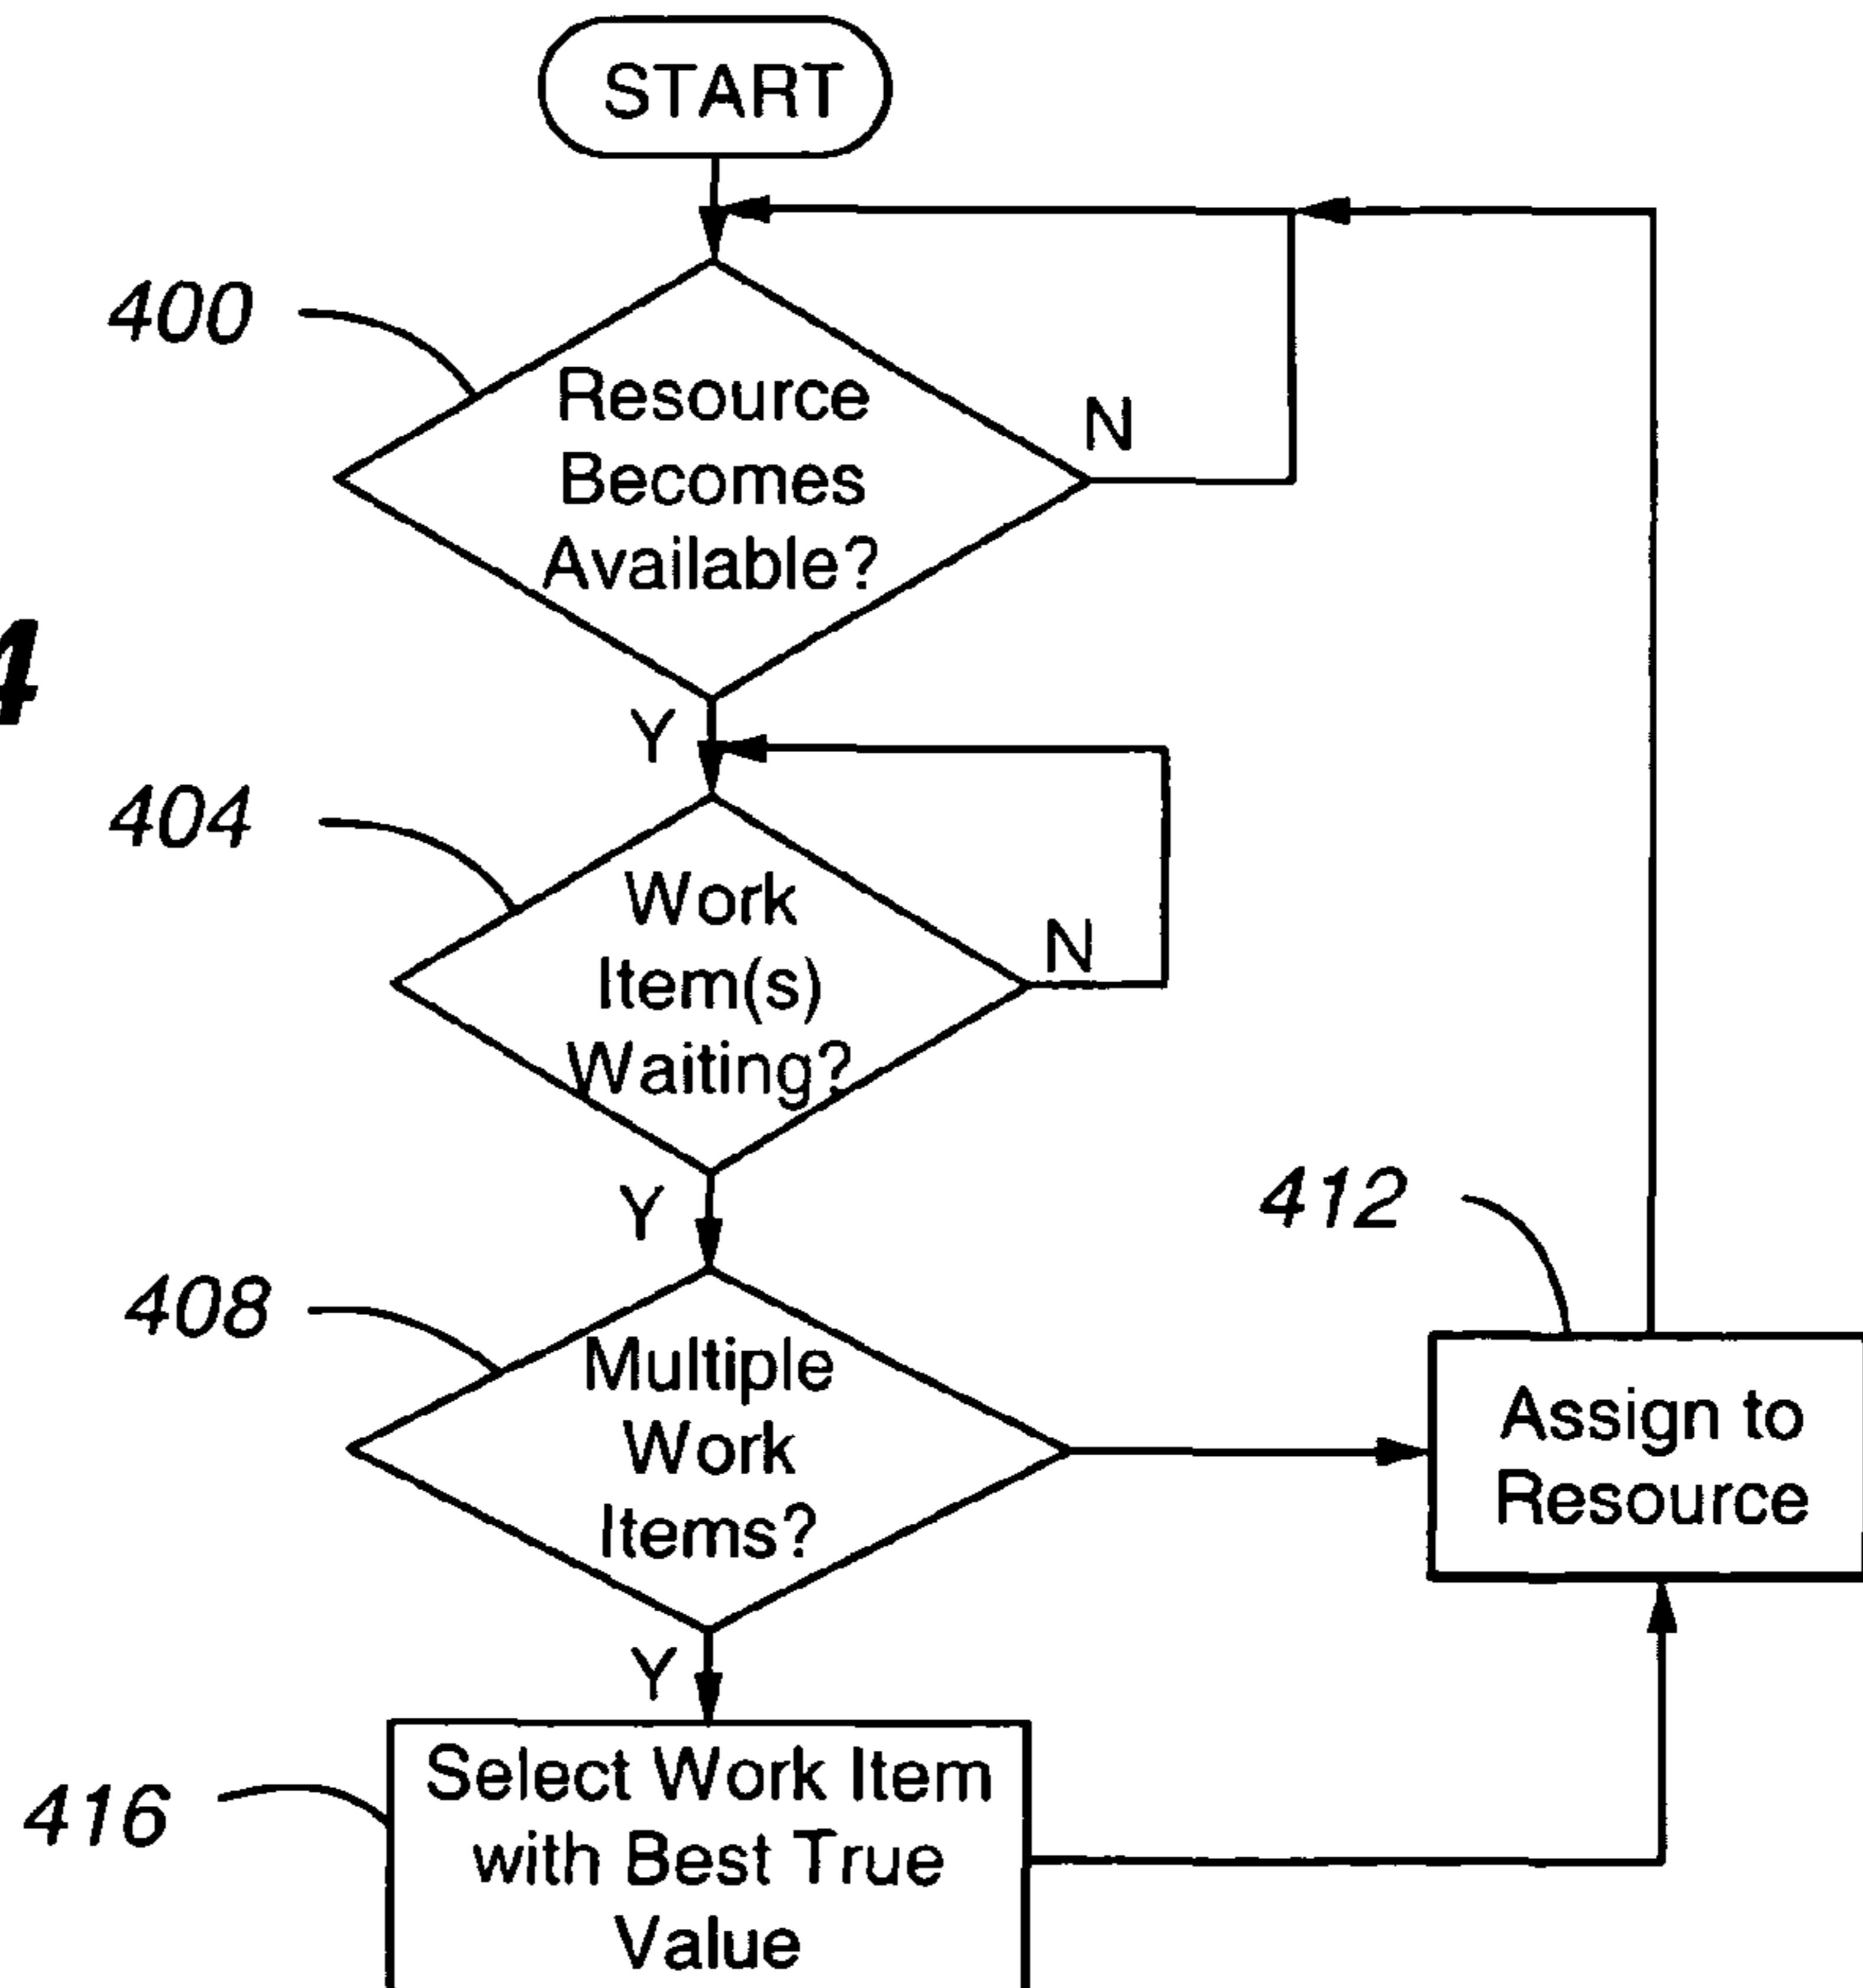 START
400
Resource
Becomes
Available?
N
4
Y
404
Work
Item(s)
Waiting?
N
Y
412
408
Multiple
Work
Items?
Assign to
Resource
Y
416
Select Work Item
with Best True
Value